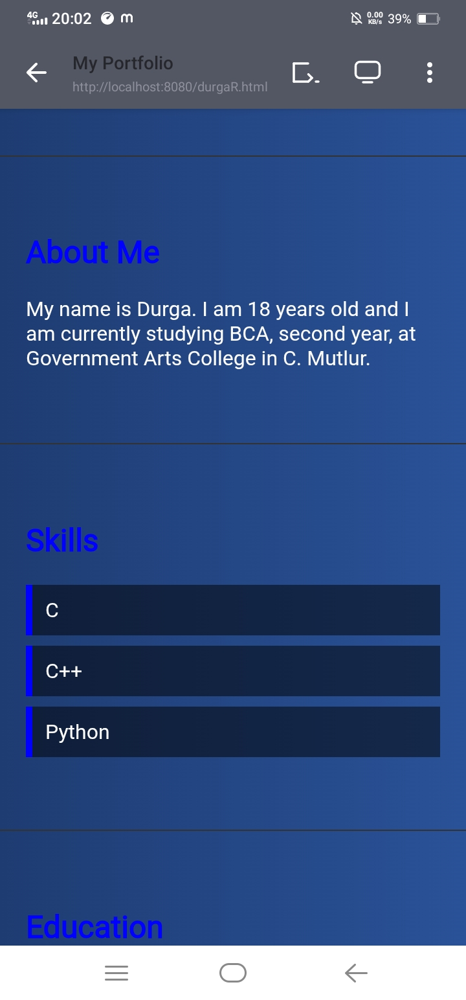 4G 20:02 m 0.00 KB/s 39%
My Portfolio
http://localhost:8080/durgaR.html
About Me
My name is Durga. I am 18 years old and I
am currently studying BCA, second year, at
Government Arts College in C. Mutlur.
Skills
C
C++
Python
Education